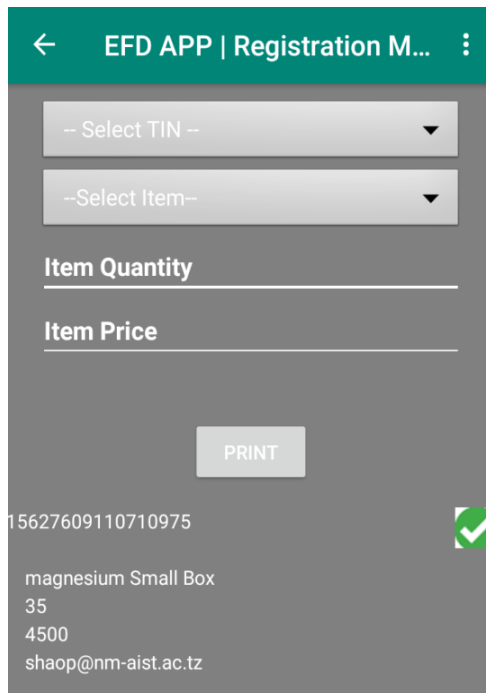 EFD APP | Registration M...
-- Select TIN --
--Select Item--
Item Quantity
Item Price
PRINT
15627609110710975
magnesium Small Box
35
4500
shaop@nm-aist.ac.tz